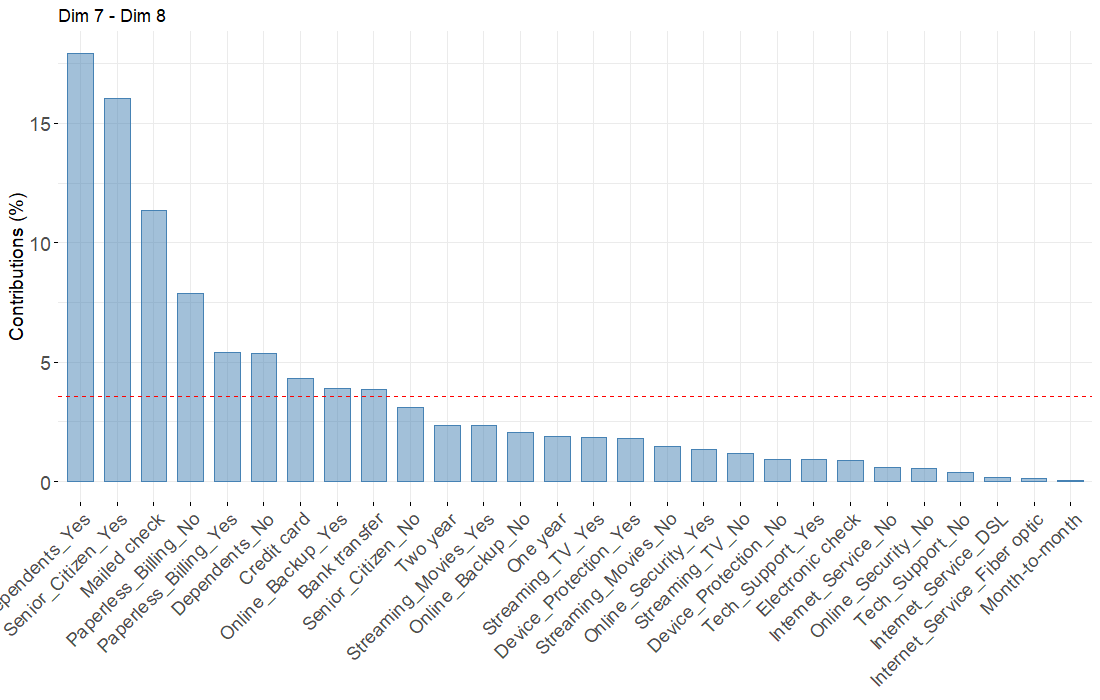 Dim 7 - Dim 8
Contributions (%)
15
10
5
0
ependents_Yes
Senior_Citizen_Yes
Mailed check
Paperless_Billing_No
Paperless_Billing_Yes
Dependents_No
Credit card
Online_Backup_Yes
Bank transfer
Senior_Citizen_No
Two year
Streaming_Movies_Yes
Online_Backup_No
One year
Streaming_TV_Yes
Device_Protection_Yes
Streaming_Movies_No
Online_Security_Yes
Streaming_TV_No
Device_Protection_No
Tech_Support_Yes
Electronic check
Internet_Service_No
Online_Security_No
Tech_Support_No
Internet_Service_DSL
Internet_Service_Fiber optic
Month-to-month